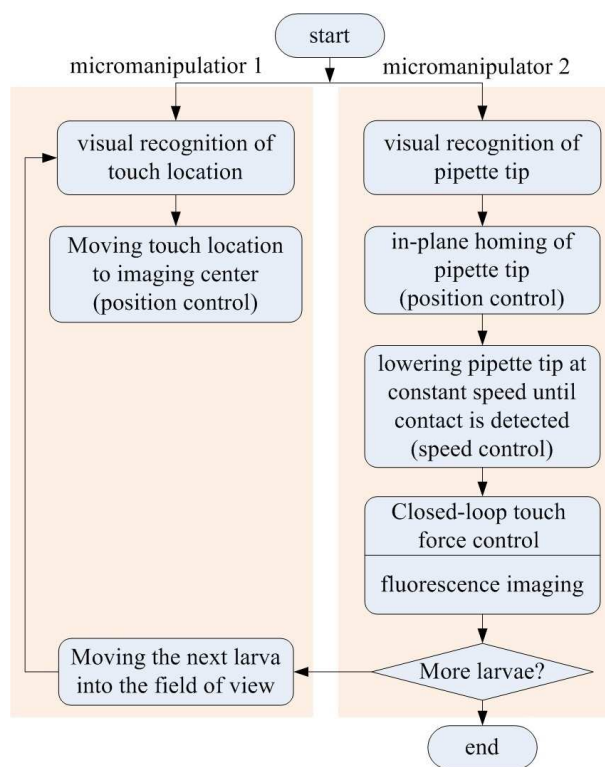 start
micromanipulatior 1
micromanipulator 2
visual recognition of
touch location
Moving touch location
to imaging center
(position control)
visual recognition of
pipette tip
in-plane homing of
pipette tip
(position control)
lowering pipette tip at
constant speed until
contact is detected
(speed control)
Closed-loop touch
force control
fluorescence imaging
More larvae?
Moving the next larva
into the field of view
end